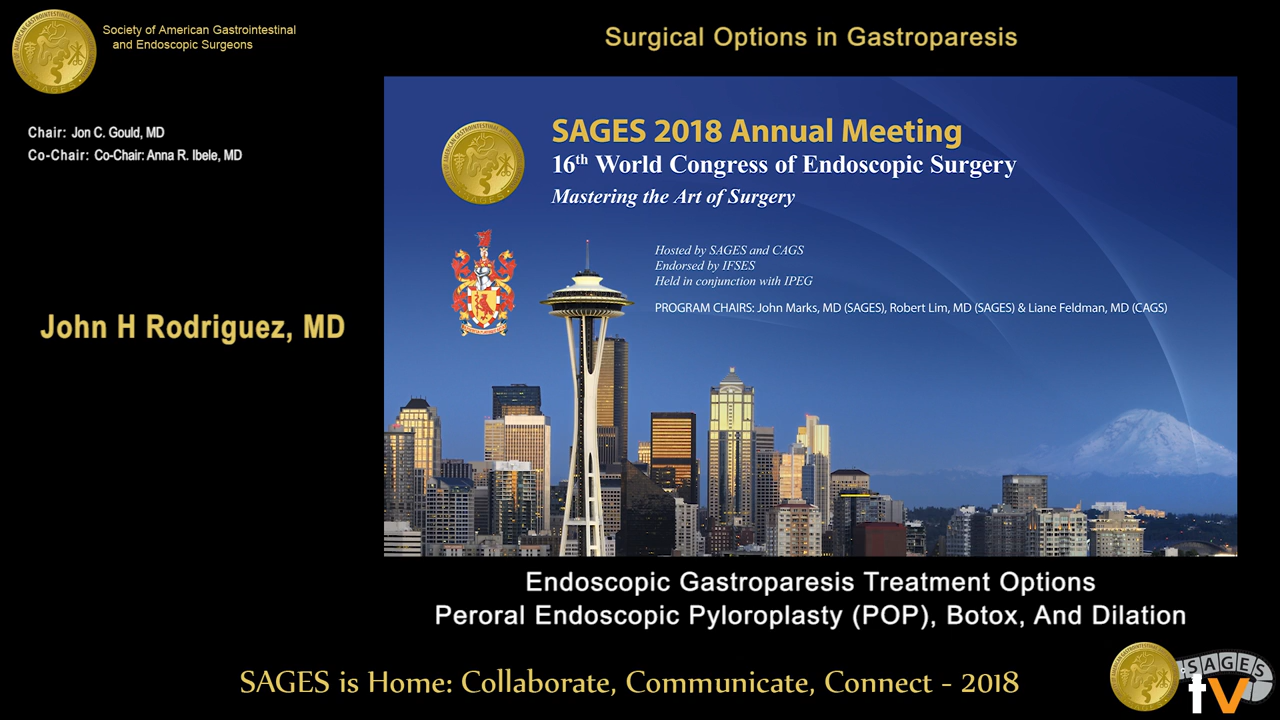 Society of American Gastrointestinal
and Endoscopic Surgeons
Surgical Options in Gastroparesis
Chair: Jon C. Gould, MD
Co-Chair: Co-Chair: Anna R. Ibele, MD
John H Rodriguez, MD
SAGES 2018 Annual Meeting
16th World Congress of Endoscopic Surgery
Mastering the Art of Surgery
Hosted by SAGES and CAGS
Endorsed by IFSES
Held in conjunction with IPEG
PROGRAM CHAIRS: John Marks, MD (SAGES), Robert Lim, MD (SAGES) & Liane Feldman, MD (CAGS)
Endoscopic Gastroparesis Treatment Options
Peroral Endoscopic Pyloroplasty (POP), Botox, And Dilation
SAGES is Home: Collaborate, Communicate, Connect - 2018
SAGES
tv